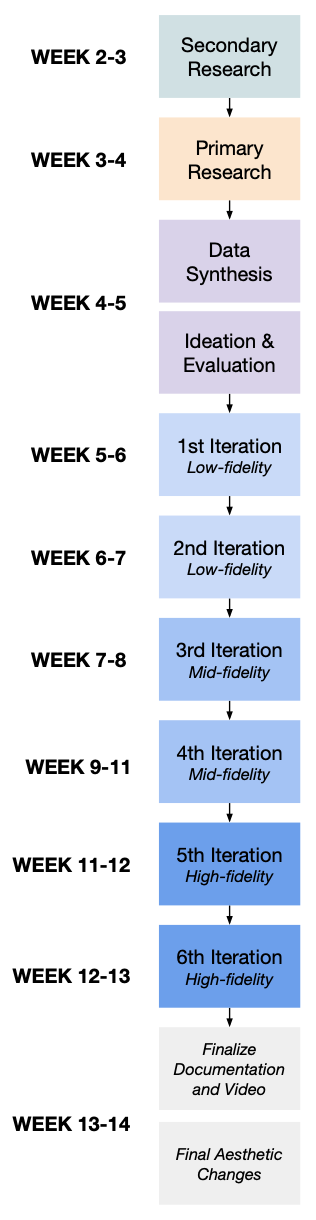 WEEK 2-3
Secondary
Research
WEEK 3-4
Primary
Research
WEEK 4-5
Data
Synthesis
Ideation &
Evaluation
WEEK 5-6
1st Iteration
Low-fidelity
WEEK 6-7
2nd Iteration
Low-fidelity
WEEK 7-8
3rd Iteration
Mid-fidelity
WEEK 9-11
4th Iteration
Mid-fidelity
WEEK 11-12
5th Iteration
High-fidelity
WEEK 12-13
6th Iteration
High-fidelity
WEEK 13-14
Finalize
Documentation
and Video
Final Aesthetic
Changes